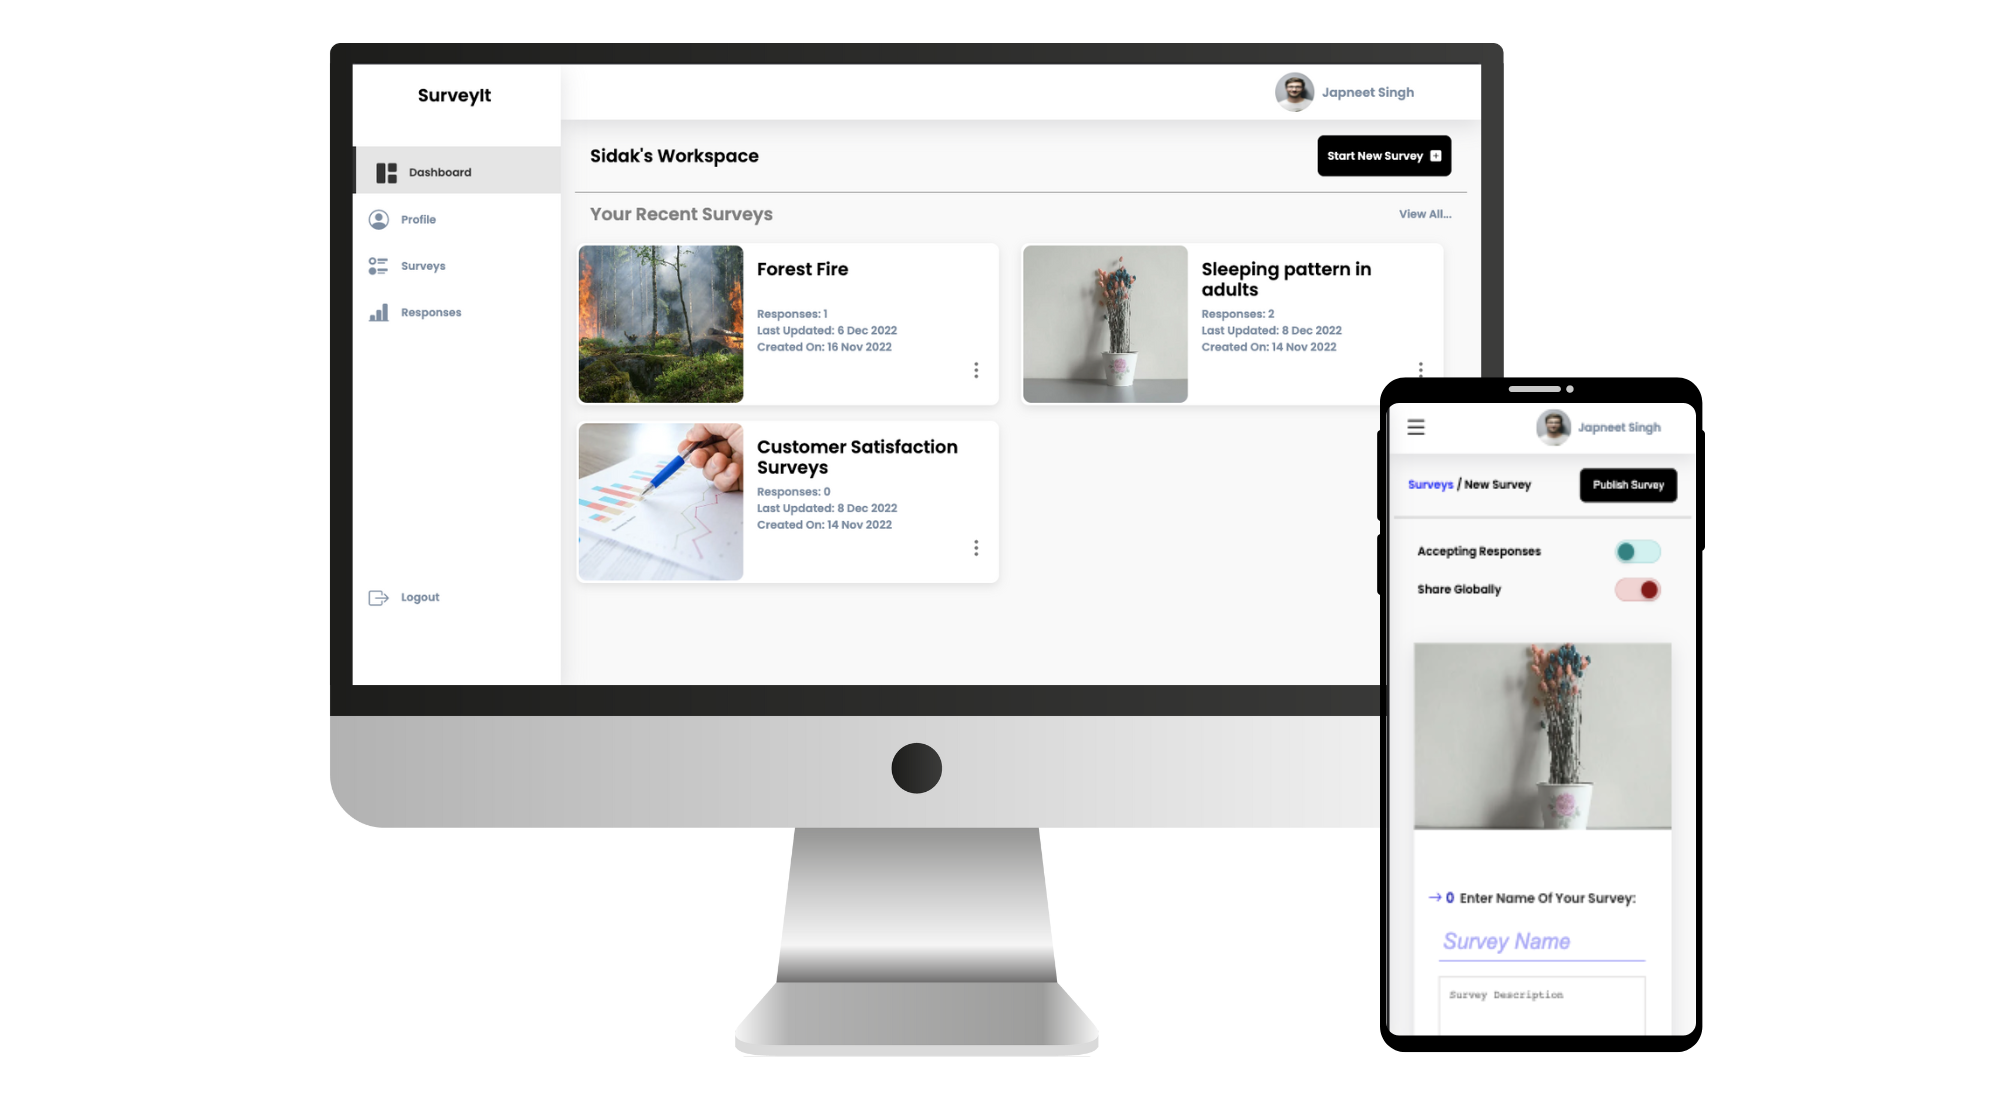 SurveyIt
Japneet Singh
Dashboard
Profile
Surveys
Responses
Logout
Sidak's Workspace
Start New Survey
Your Recent Surveys
View All...
Forest Fire
Responses: 1
Last Updated: 6 Dec 2022
Created On: 16 Nov 2022
Sleeping pattern in
adults
Responses: 2
Last Updated: 8 Dec 2022
Created On: 14 Nov 2022
Customer Satisfaction
Surveys
Responses: 0
Last Updated: 8 Dec 2022
Created On: 14 Nov 2022
Japneet Singh
Surveys / New Survey
Publish Survey
Accepting Responses
Share Globally
→ 0 Enter Name Of Your Survey:
Survey Name
Survey Description